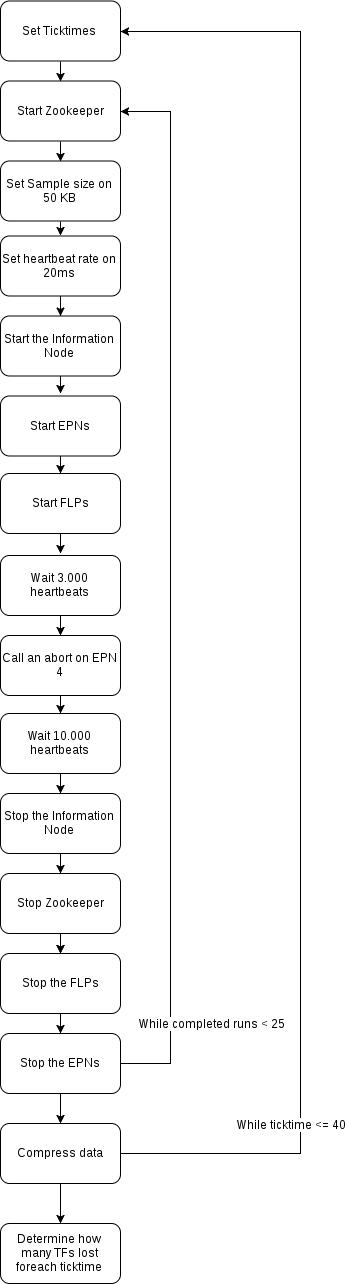 Set Ticktimes
Start Zookeeper
Set Sample size on
50 KB
Set heartbeat rate on
20ms
Start the Information
Node
Start EPNs
Start FLPs
Wait 3.000
heartbeats
Call an abort on EPN
4
Wait 10.000
heartbeats
Stop the Information
Node
Stop Zookeeper
Stop the FLPs
While completed runs < 25
Stop the EPNs
While ticktime <= 40
Compress data
Determine how
many TFs lost
foreach ticktime